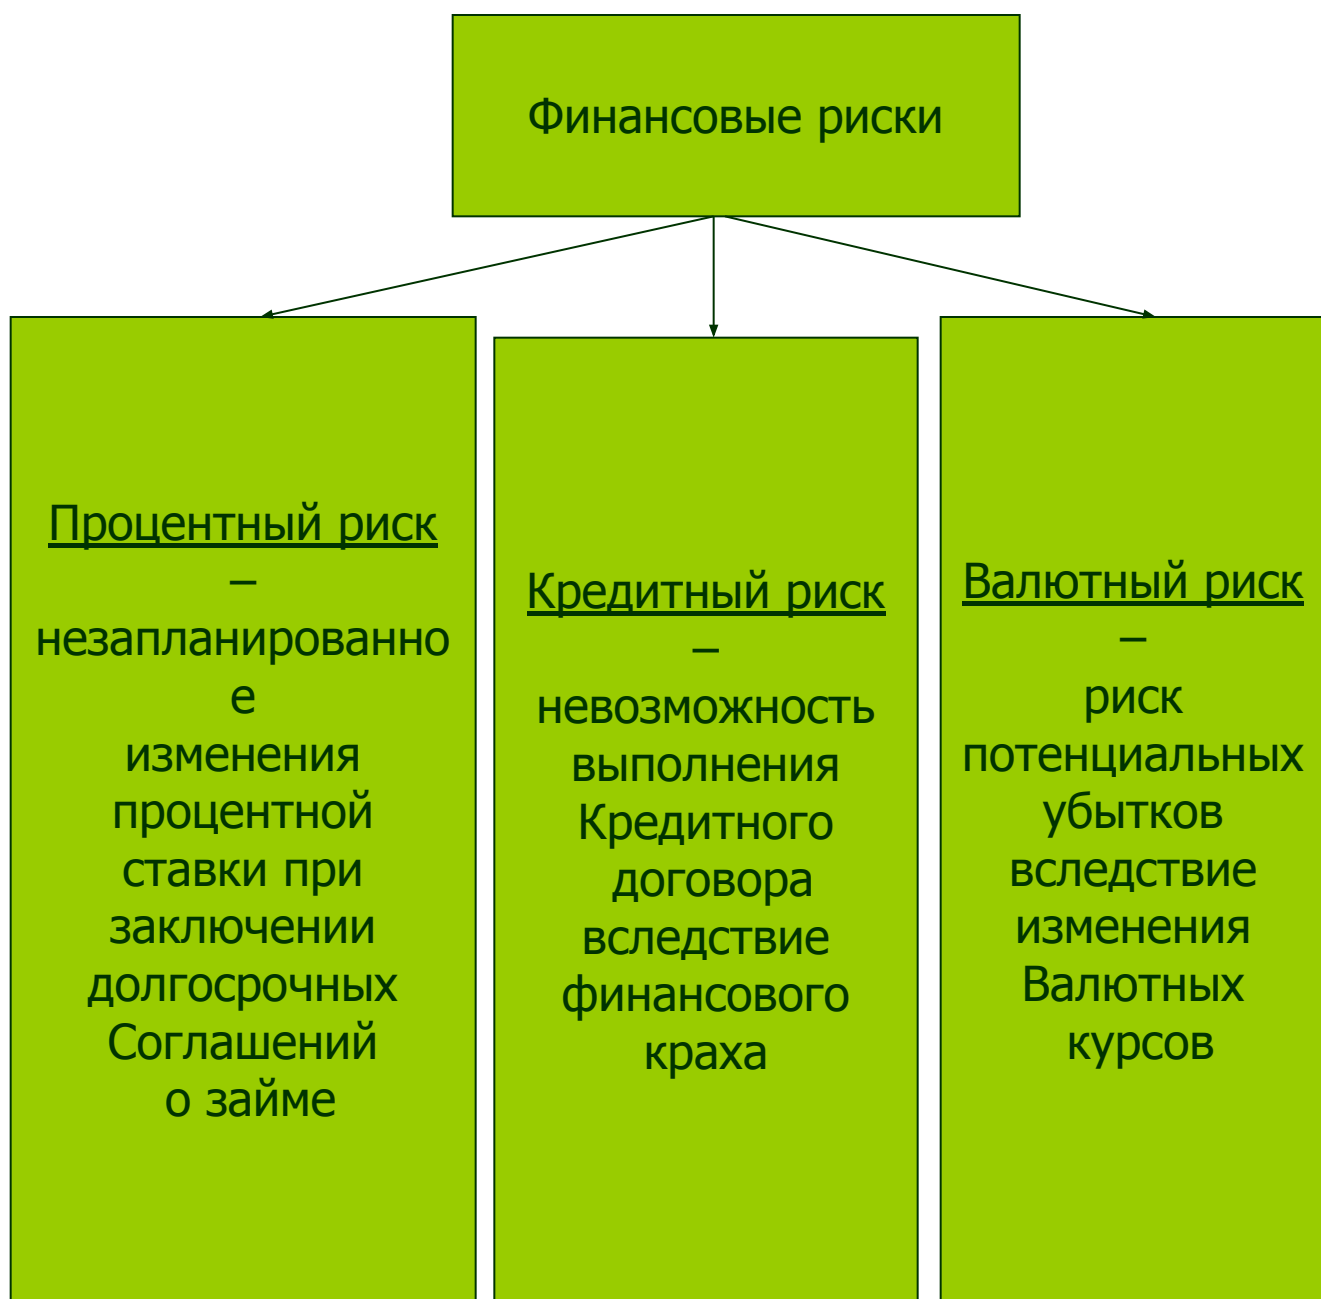 Финансовые риски
Процентный риск
–
незапланированно
е
изменения
процентной
ставки при
заключении
долгосрочных
Соглашений
о займе
Кредитный риск
–
невозможность
выполнения
Кредитного
договора
вследствие
финансового
краха
Валютный риск
–
риск
потенциальных
убытков
вследствие
изменения
Валютных
курсов